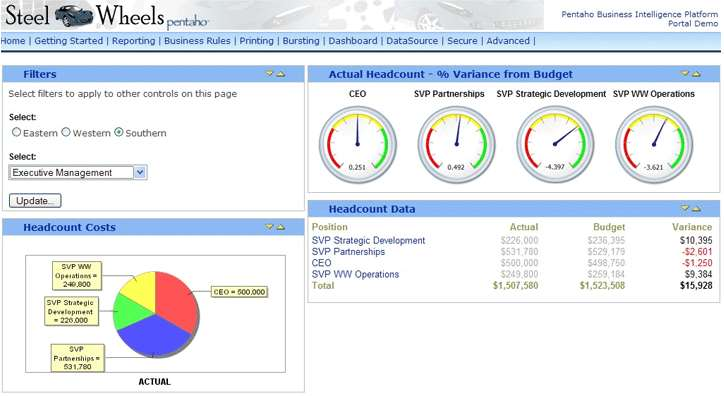 Steel Wheels pentaho
Pentaho Business Intelligence Platform
Portal Demo
Home | Getting Started | Reporting | Business Rules | Printing | Bursting | Dashboard | DataSource | Secure | Advanced |
Filters
Select filters to apply to other controls on this page
Select:
Eastern Western Southern
Select:
Executive Management
Update...
Headcount Costs
SVP WW
Operations =
249,800
CEO = 500,000
SVP Strategic
Development
= 226,000
SVP
Partnerships =
531,780
ACTUAL
Actual Headcount - % Variance from Budget
CEO SVP Partnerships SVP Strategic Development SVP WW Operations
0.251 0.492 -4.397 -3.621
Headcount Data
Position Actual Budget Variance
SVP Strategic Development $226,000 $236,395 $10,395
SVP Partnerships $531,780 $529,179 -$2,601
CEO $500,000 $498,750 -$1,250
SVP WW Operations $249,800 $259,184 $9,384
Total $1,507,580 $1,523,508 $15,928